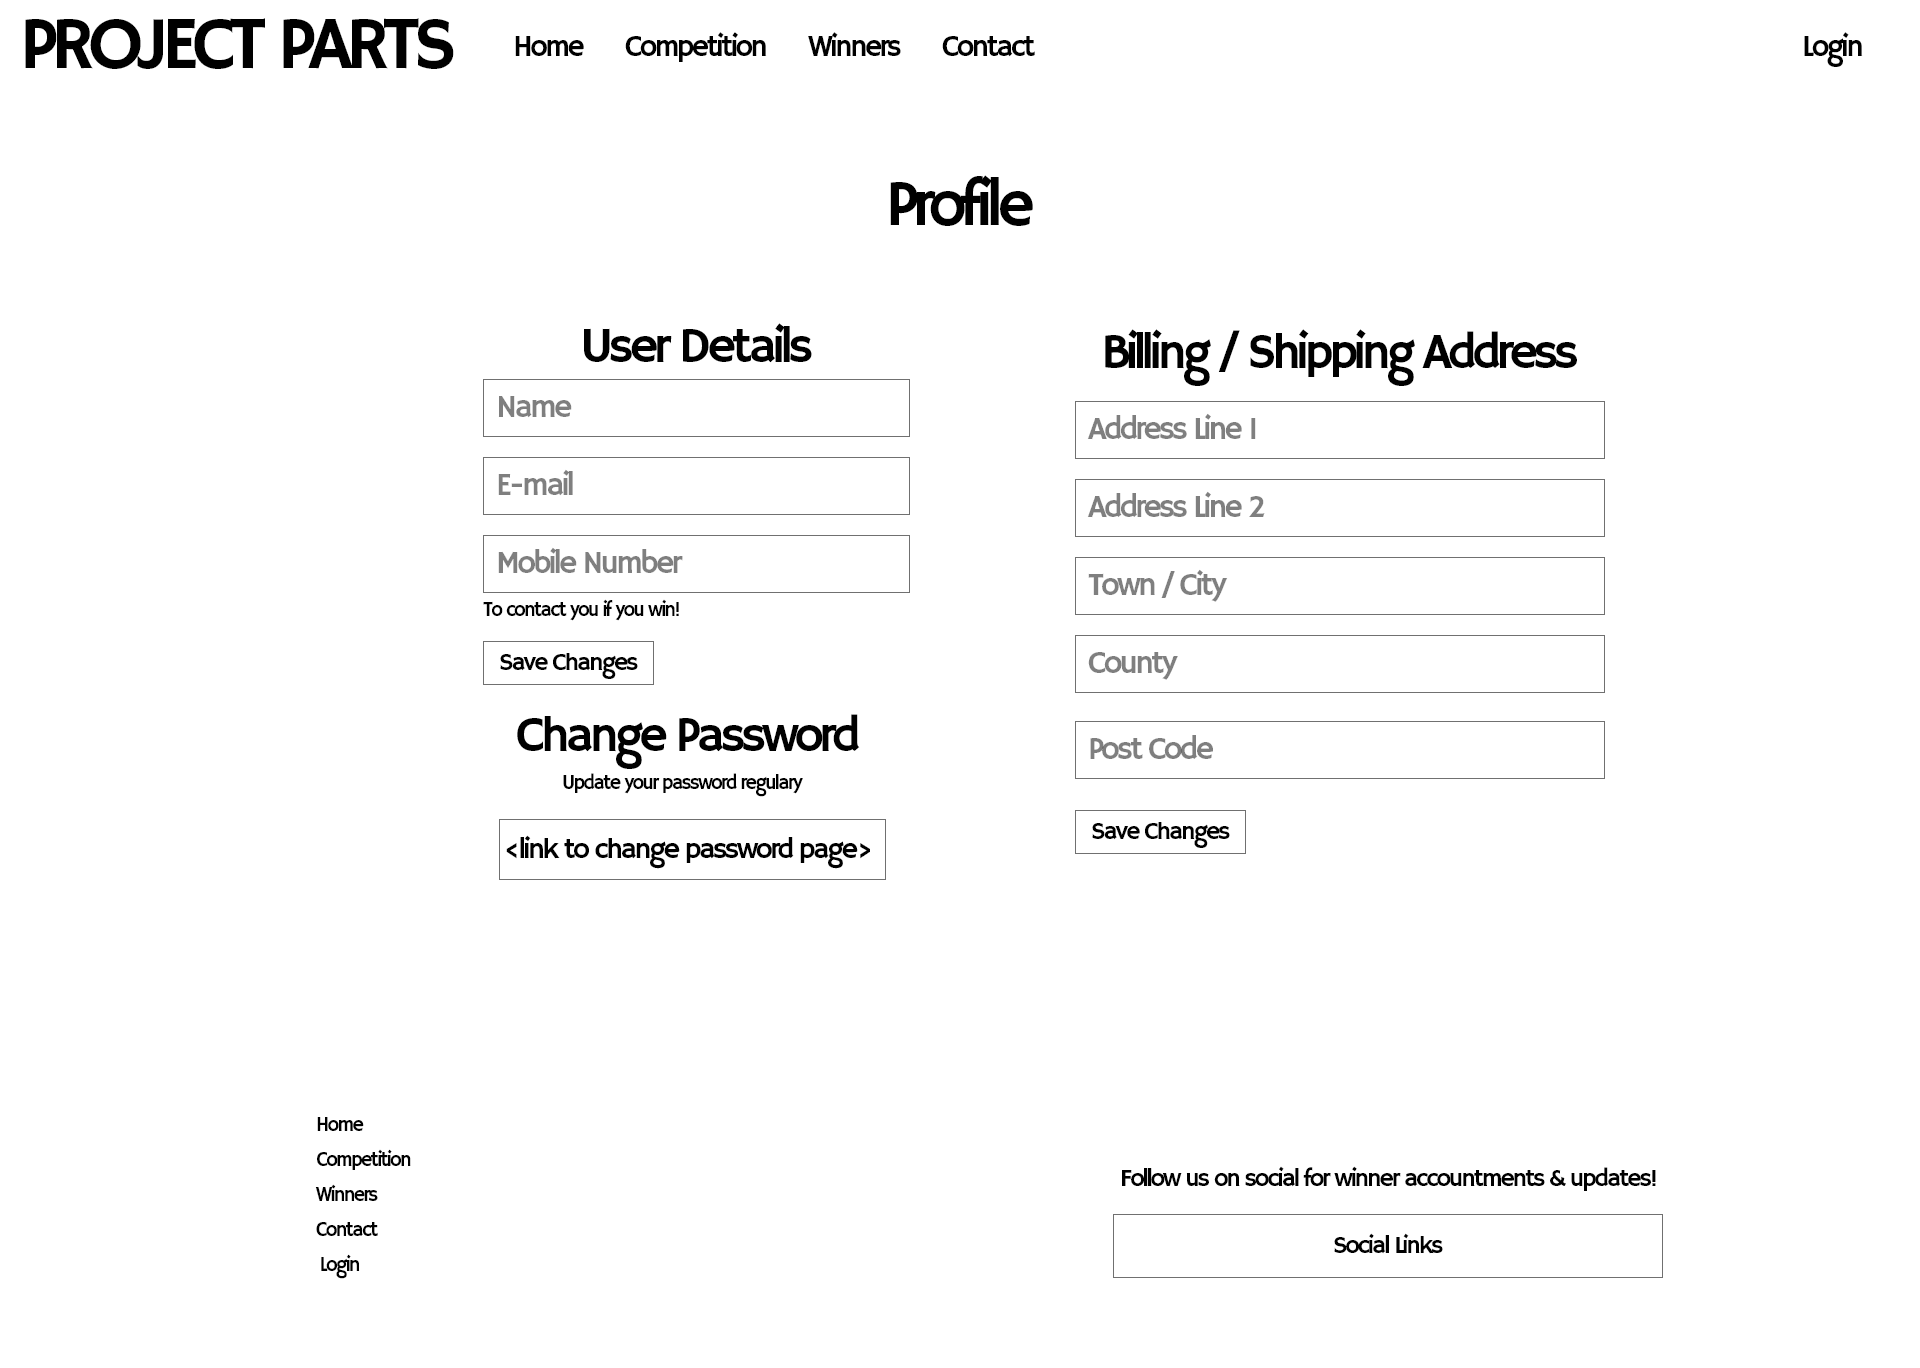 PROJECT PARTS
Home
Competition
Winners
Contact
Login
Profile
User Details
Name
E-mail
Mobile Number
To contact you if you win!
Save Changes
Change Password
Update your password regulary
<link to change password page>
Billing / Shipping Address
Address Line 1
Address Line 2
Town / City
County
Post Code
Save Changes
Home
Competition
Winners
Contact
Login
Follow us on social for winner accountments & updates!
Social Links